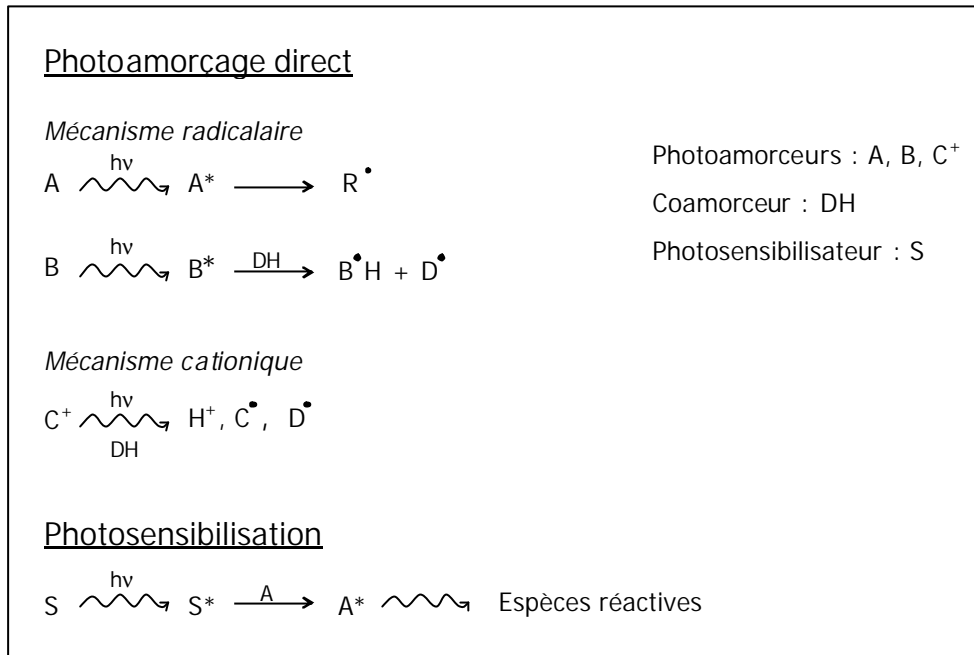 Photoamorçage direct
Mécanisme radicalaire
hν
A A* R•
hν
B B* DH B•H + D•
Mécanisme cationique
hν
C+ H+, C•, D•
DH
Photosensibilisation
hν
S S* A A* Espèces réactives
Photoamorceurs : A, B, C+
Coamorceur : DH
Photosensibilisateur : S